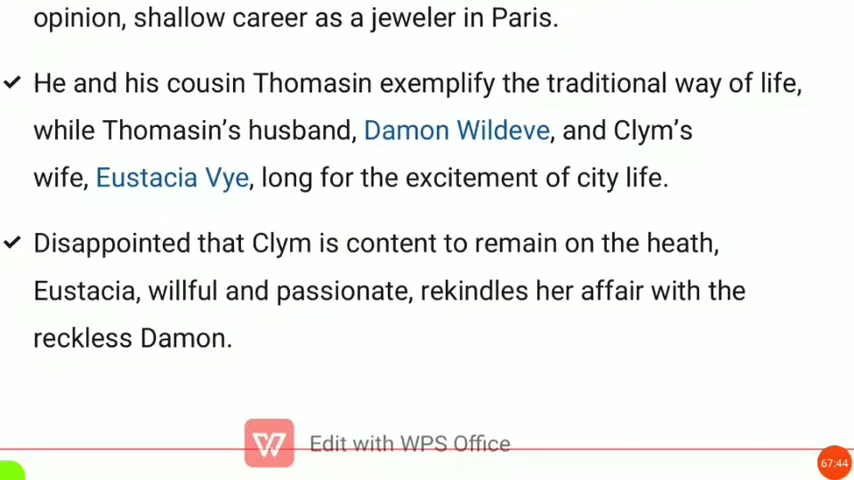 opinion, shallow career as a jeweler in Paris.
✓ He and his cousin Thomasin exemplify the traditional way of life,
while Thomasin’s husband, Damon Wildeve, and Clym’s
wife, Eustacia Vye, long for the excitement of city life.
✓ Disappointed that Clym is content to remain on the heath,
Eustacia, willful and passionate, rekindles her affair with the
reckless Damon.
Edit with WPS Office
67:44